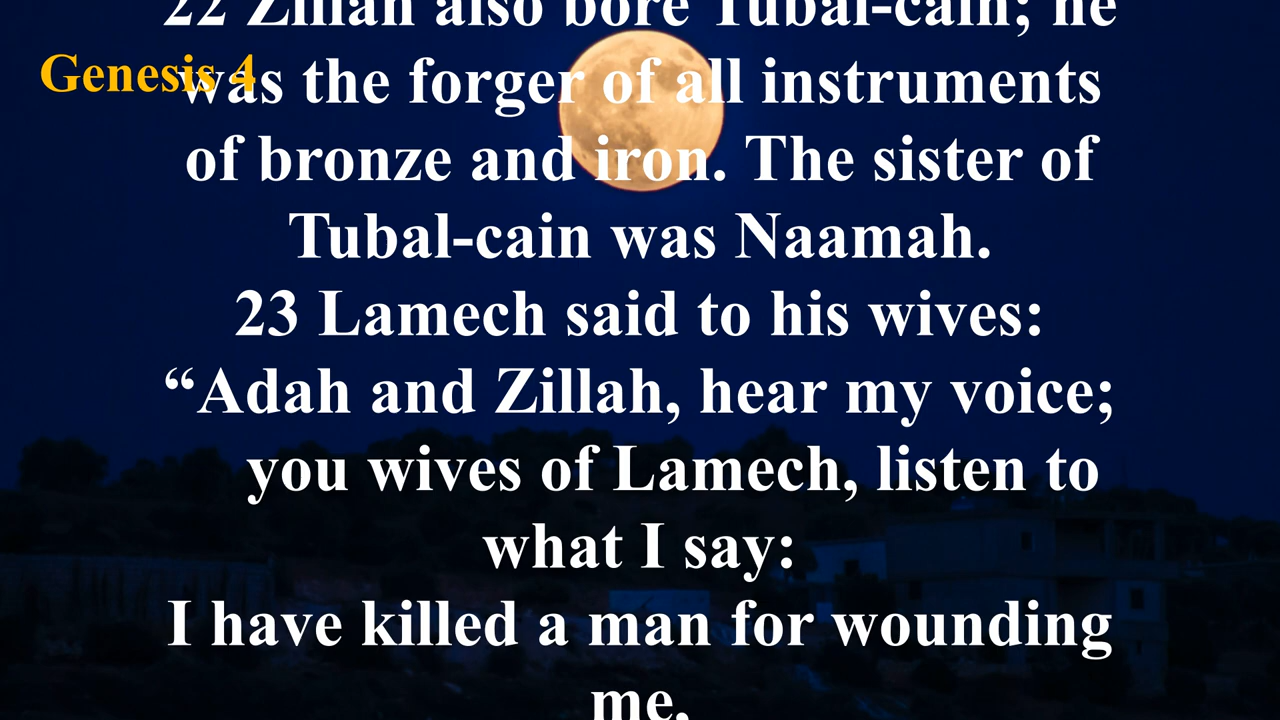 22 Zillah also bore Tubal-cain; he
Genesis 4
was the forger of all instruments
of bronze and iron. The sister of
Tubal-cain was Naamah.
23 Lamech said to his wives:
“Adah and Zillah, hear my voice;
you wives of Lamech, listen to
what I say:
I have killed a man for wounding
me,